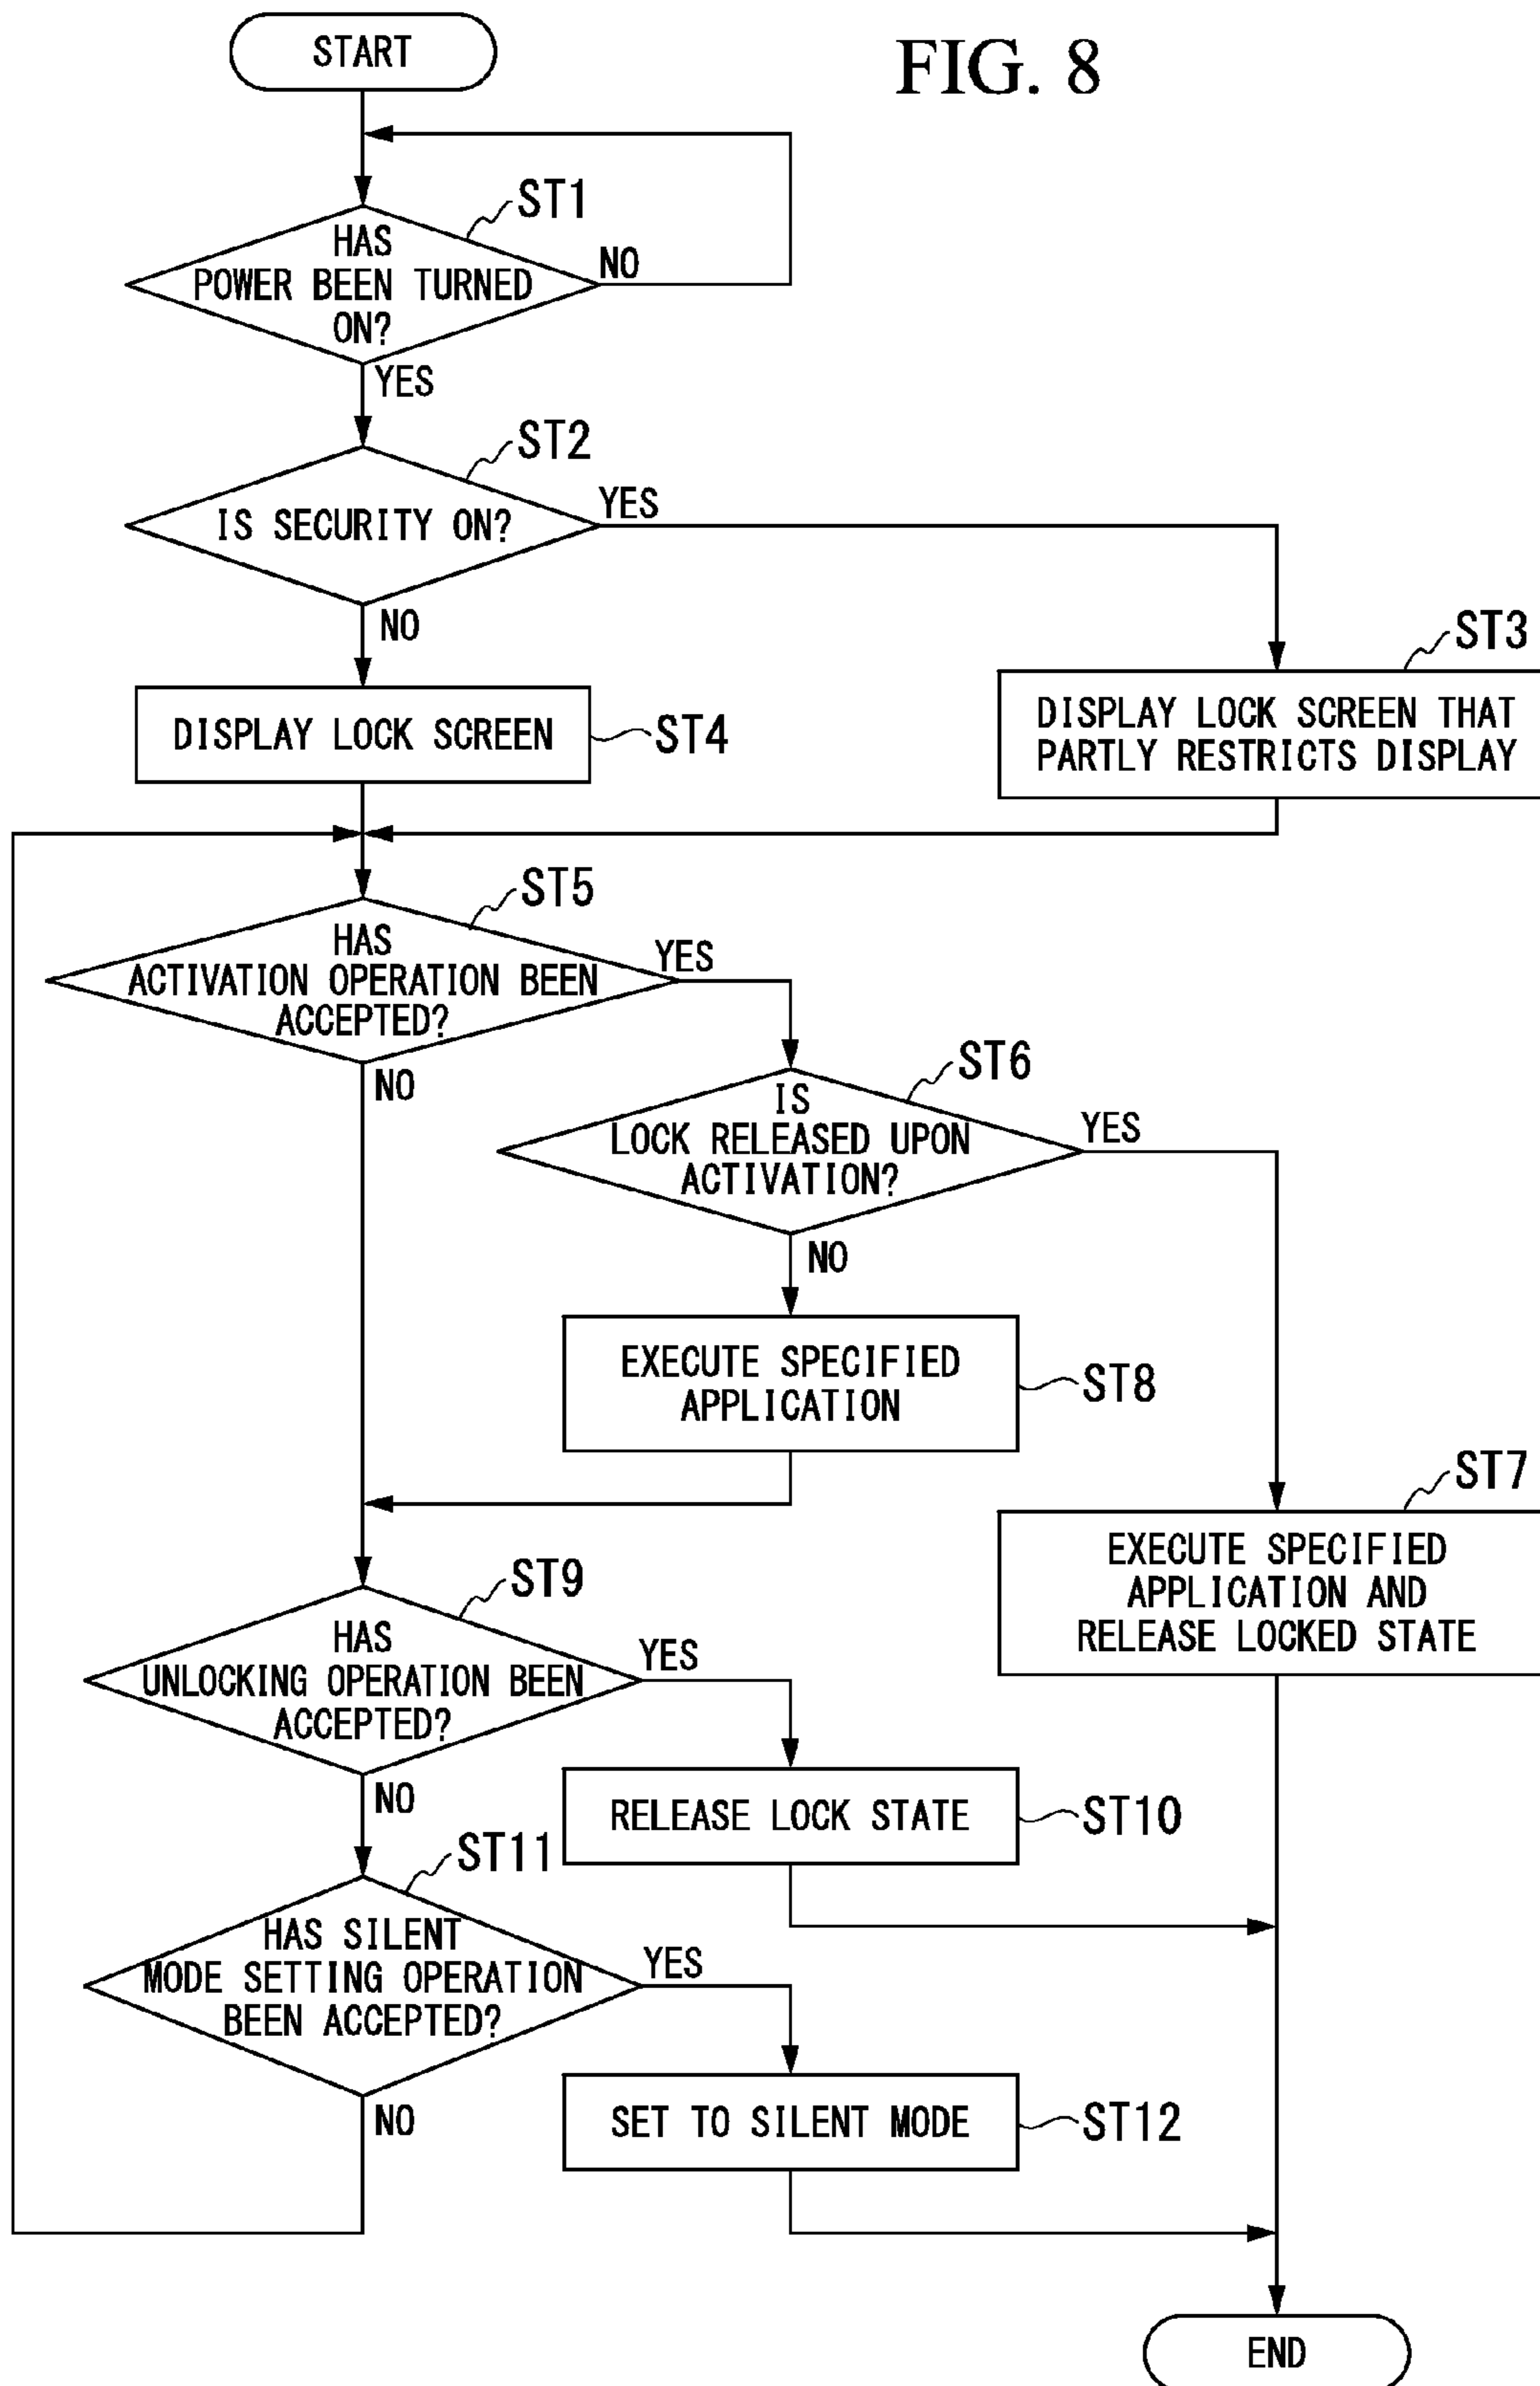 START
FIG. 8
ST1
HAS
POWER BEEN TURNED
ON?
NO
YES
ST2
IS SECURITY ON?
YES
NO
ST3
DISPLAY LOCK SCREEN THAT
PARTLY RESTRICTS DISPLAY
DISPLAY LOCK SCREEN
ST4
ST5
HAS
ACTIVATION OPERATION BEEN
ACCEPTED?
YES
NO
ST6
IS
LOCK RELEASED UPON
ACTIVATION?
YES
NO
EXECUTE SPECIFIED
APPLICATION
ST8
ST7
EXECUTE SPECIFIED
APPLICATION AND
RELEASE LOCKED STATE
ST9
HAS
UNLOCKING OPERATION BEEN
ACCEPTED?
YES
NO
RELEASE LOCK STATE
ST10
ST11
HAS SILENT
MODE SETTING OPERATION
BEEN ACCEPTED?
YES
NO
SET TO SILENT MODE
ST12
END